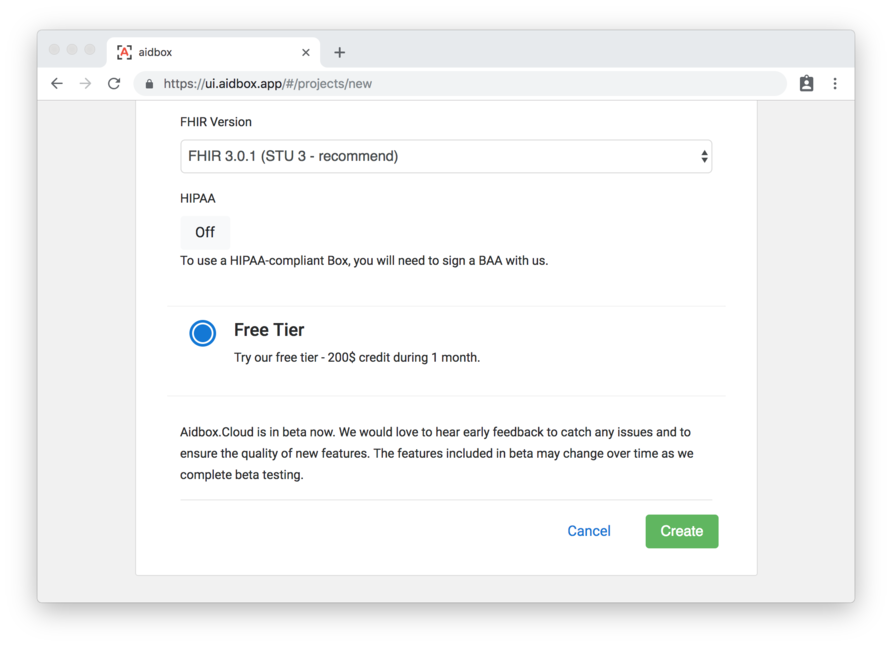 aidbox
https://ui.aidbox.app/#/projects/new
FHIR Version
FHIR 3.0.1 (STU 3 - recommend)
HIPAA
Off
To use a HIPAA-compliant Box, you will need to sign a BAA with us.
Free Tier
Try our free tier - 200$ credit during 1 month.
Aidbox.Cloud is in beta now. We would love to hear early feedback to catch any issues and to
ensure the quality of new features. The features included in beta may change over time as we
complete beta testing.
Cancel
Create